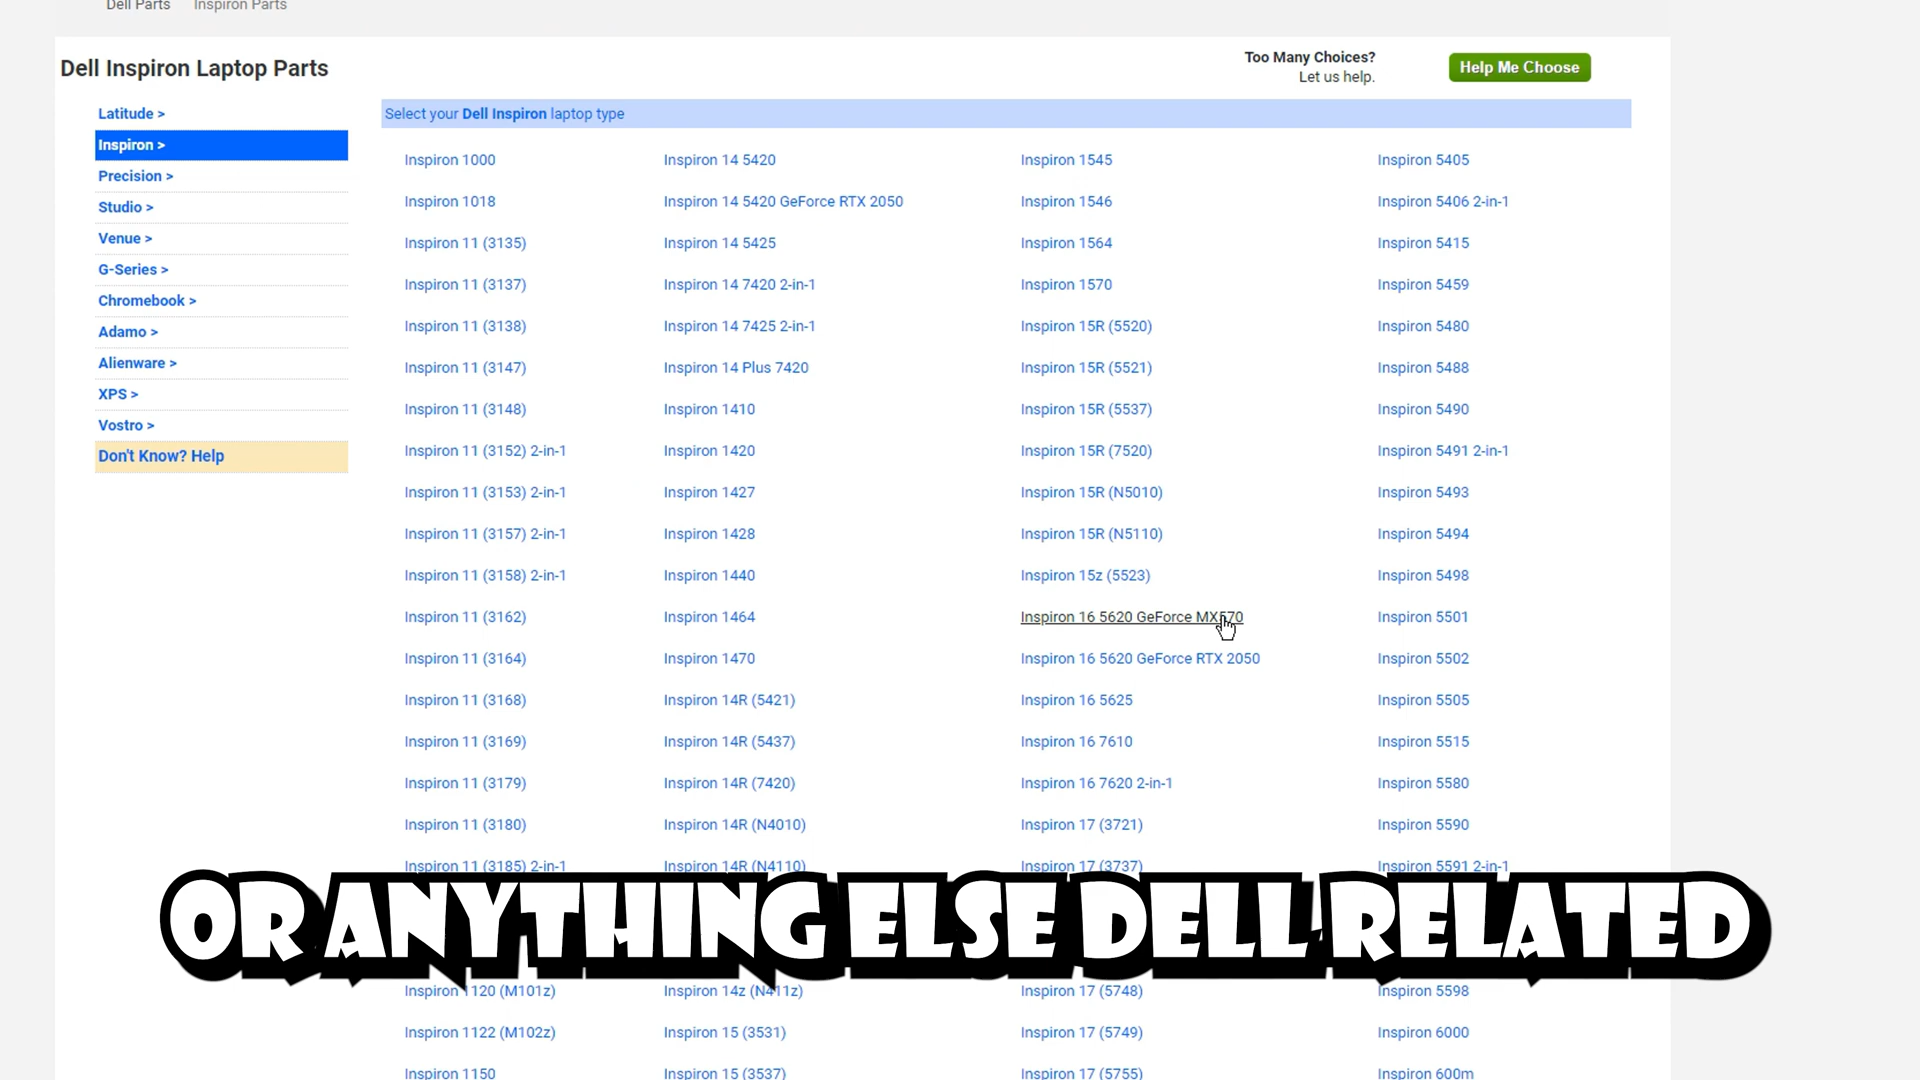 Dell Parts Inspiron Parts
Dell Inspiron Laptop Parts
Too Many Choices?
Let us help.
Help Me Choose
Latitude >
Inspiron >
Precision >
Studio >
Venue >
G-Series >
Chromebook >
Adamo >
Alienware >
XPS >
Vostro >
Don't Know? Help
Select your Dell Inspiron laptop type
Inspiron 1000
Inspiron 1018
Inspiron 11 (3135)
Inspiron 11 (3137)
Inspiron 11 (3138)
Inspiron 11 (3147)
Inspiron 11 (3148)
Inspiron 11 (3152) 2-in-1
Inspiron 11 (3153) 2-in-1
Inspiron 11 (3157) 2-in-1
Inspiron 11 (3158) 2-in-1
Inspiron 11 (3162)
Inspiron 11 (3164)
Inspiron 11 (3168)
Inspiron 11 (3169)
Inspiron 11 (3179)
Inspiron 11 (3180)
Inspiron 11 (3185) 2-in-1
Inspiron 1120 (M101z)
Inspiron 1122 (M102z)
Inspiron 1150
Inspiron 14 5420
Inspiron 14 5420 GeForce RTX 2050
Inspiron 14 5425
Inspiron 14 7420 2-in-1
Inspiron 14 7425 2-in-1
Inspiron 14 Plus 7420
Inspiron 1410
Inspiron 1420
Inspiron 1427
Inspiron 1428
Inspiron 1440
Inspiron 1464
Inspiron 1470
Inspiron 14R (5421)
Inspiron 14R (5437)
Inspiron 14R (7420)
Inspiron 14R (N4010)
Inspiron 14R (N4110)
Inspiron 14z (N411z)
Inspiron 15 (3531)
Inspiron 15 (3537)
Inspiron 1545
Inspiron 1546
Inspiron 1564
Inspiron 1570
Inspiron 15R (5520)
Inspiron 15R (5521)
Inspiron 15R (5537)
Inspiron 15R (7520)
Inspiron 15R (N5010)
Inspiron 15R (N5110)
Inspiron 15z (5523)
Inspiron 16 5620 GeForce MX570
Inspiron 16 5620 GeForce RTX 2050
Inspiron 16 5625
Inspiron 16 7610
Inspiron 16 7620 2-in-1
Inspiron 17 (3721)
Inspiron 17 (3737)
Inspiron 17 (5748)
Inspiron 17 (5749)
Inspiron 17 (5755)
Inspiron 5405
Inspiron 5406 2-in-1
Inspiron 5415
Inspiron 5459
Inspiron 5480
Inspiron 5488
Inspiron 5490
Inspiron 5491 2-in-1
Inspiron 5493
Inspiron 5494
Inspiron 5498
Inspiron 5501
Inspiron 5502
Inspiron 5505
Inspiron 5515
Inspiron 5580
Inspiron 5590
Inspiron 5591 2-in-1
Inspiron 5598
Inspiron 6000
Inspiron 600m
OR ANYTHING ELSE DELL RELATED